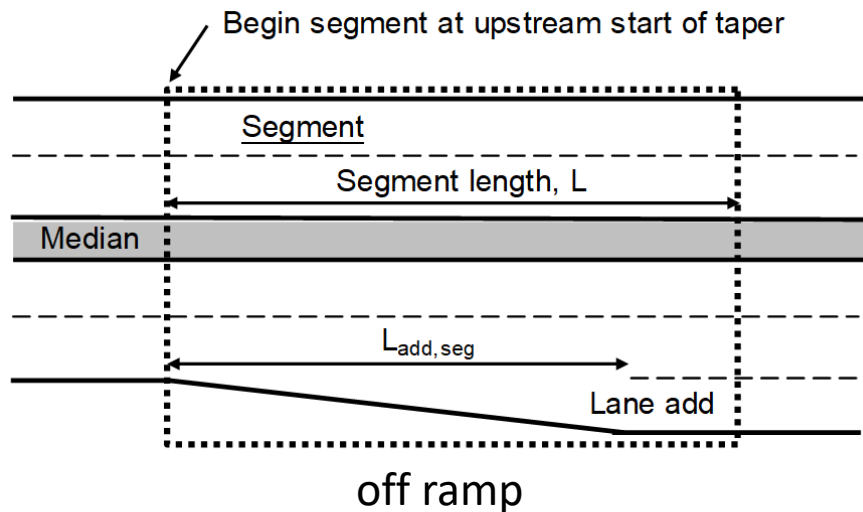 Begin segment at upstream start of taper
Segment
Segment length, L
Median
Ladd, seg
Lane add
off ramp